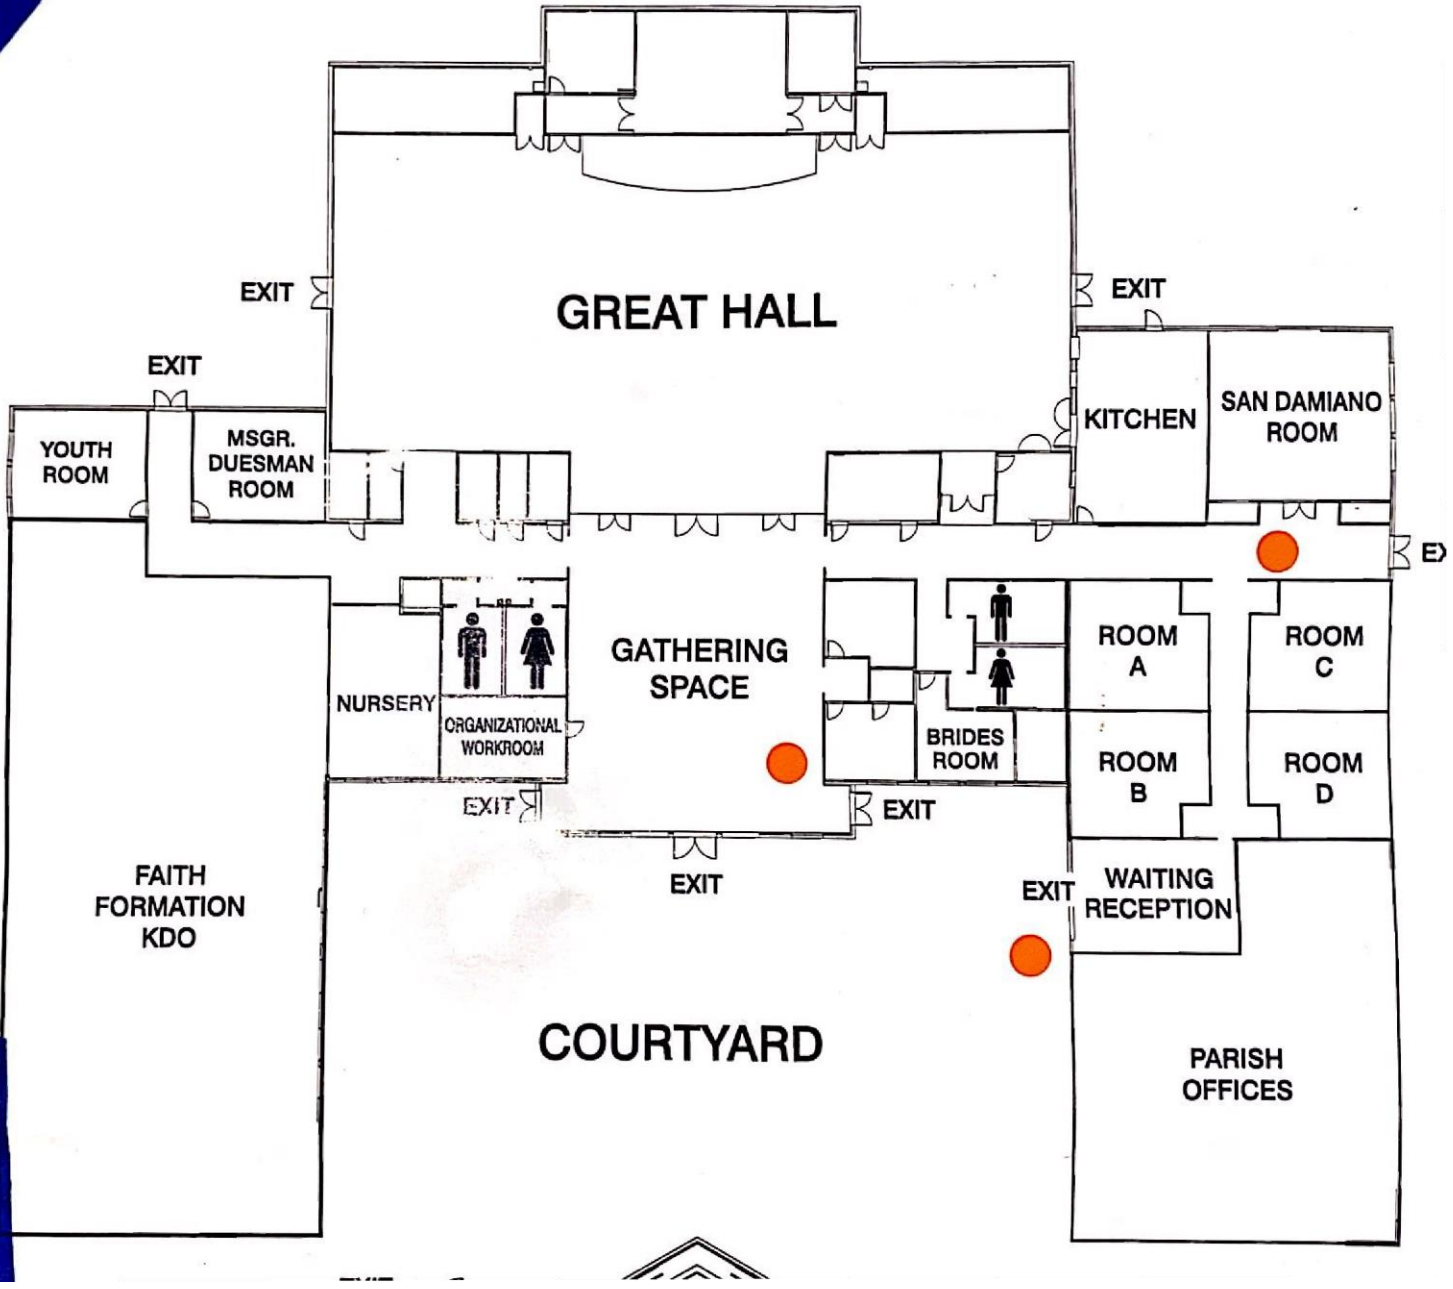 EXIT
GREAT HALL
EXIT
EXIT
YOUTH
ROOM
MSGR.
DUESMAN
ROOM
KITCHEN
SAN DAMIANO
ROOM
GATHERING
SPACE
NURSERY
ORGANIZATIONAL
WORKROOM
BRIDES
ROOM
ROOM
A
ROOM
C
ROOM
B
ROOM
D
EXIT
EXIT
EXIT
EXIT
WAITING
RECEPTION
FAITH
FORMATION
KDO
COURTYARD
PARISH
OFFICES